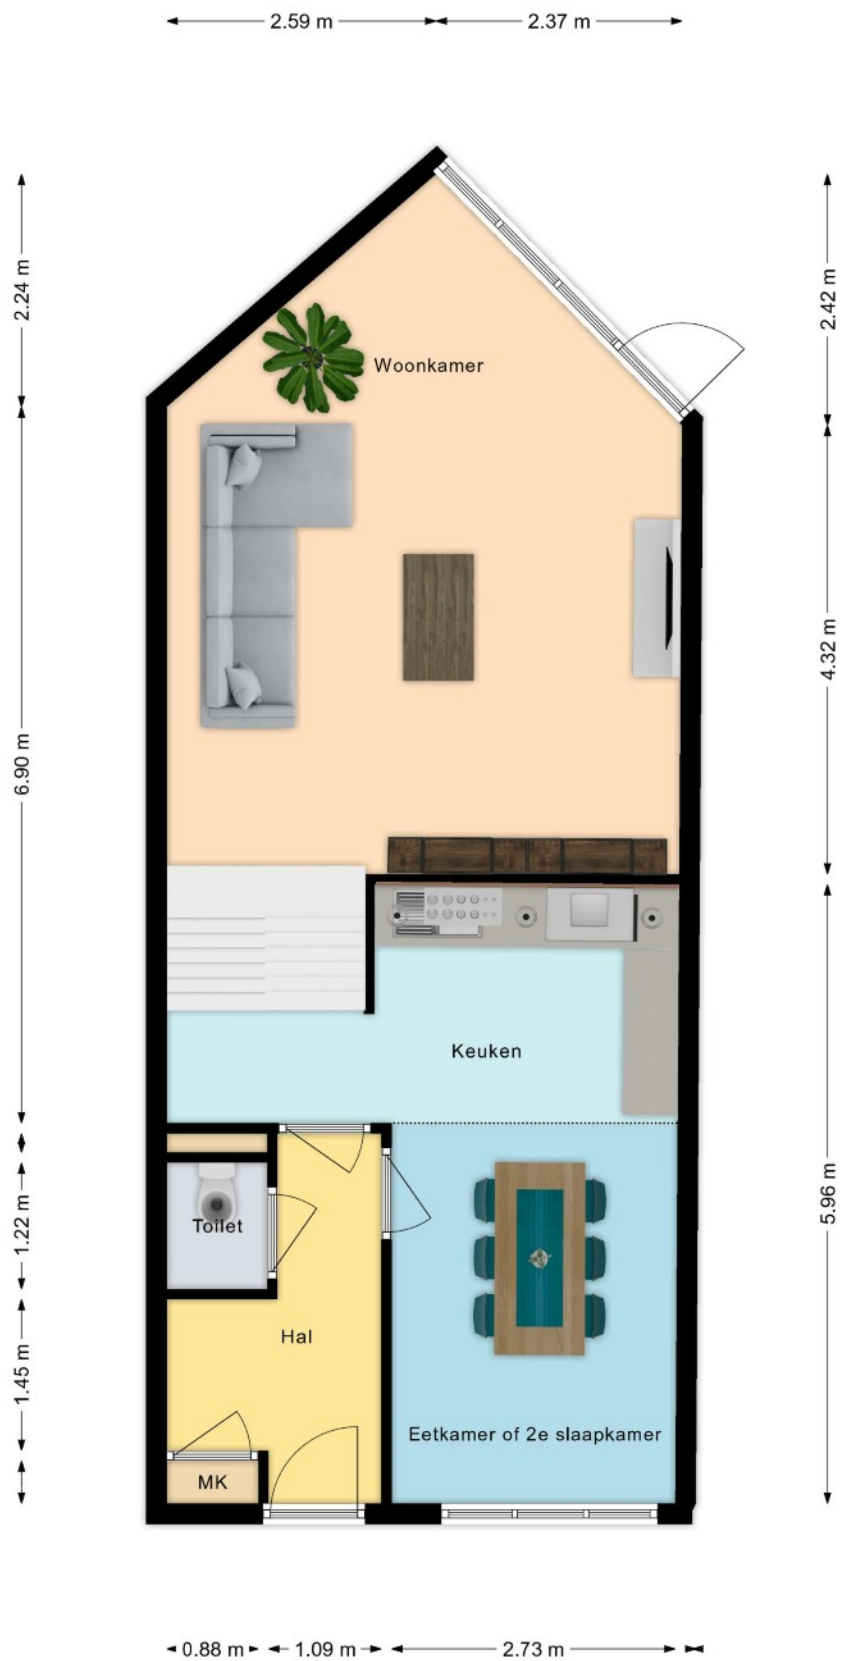 2.59 m
2.37 m
2.24 m
2.42 m
Woonkamer
4.32 m
6.90 m
Keuken
5.96 m
1.22 m
Toilet
Hal
1.45 m
Eetkamer of 2e slaapkamer
MK
0.88 m
1.09 m
2.73 m